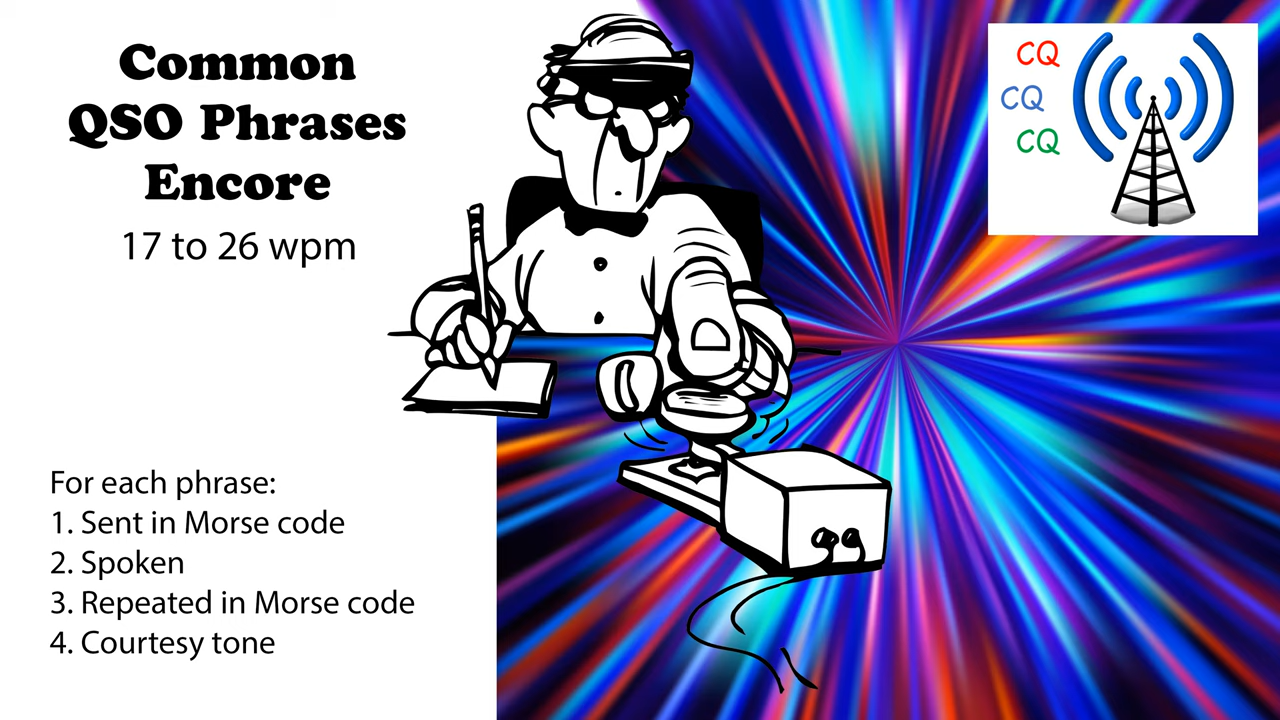 Common
QSO Phrases
Encore
17 to 26 wpm
CQ
CQ
CQ
For each phrase:
1. Sent in Morse code
2. Spoken
3. Repeated in Morse code
4. Courtesy tone